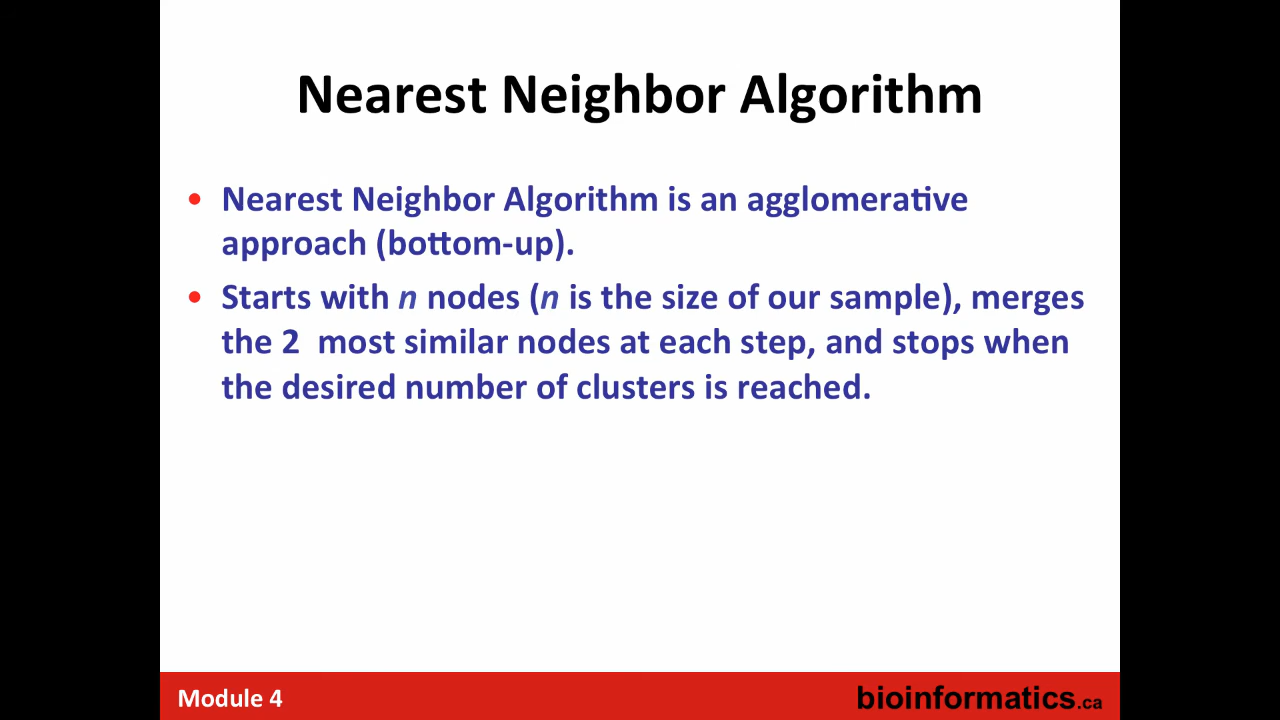 Nearest Neighbor Algorithm
• Nearest Neighbor Algorithm is an agglomerative
approach (bottom-up).
• Starts with n nodes (n is the size of our sample), merges
the 2  most similar nodes at each step, and stops when
the desired number of clusters is reached.
Module 4
bioinformatics.ca